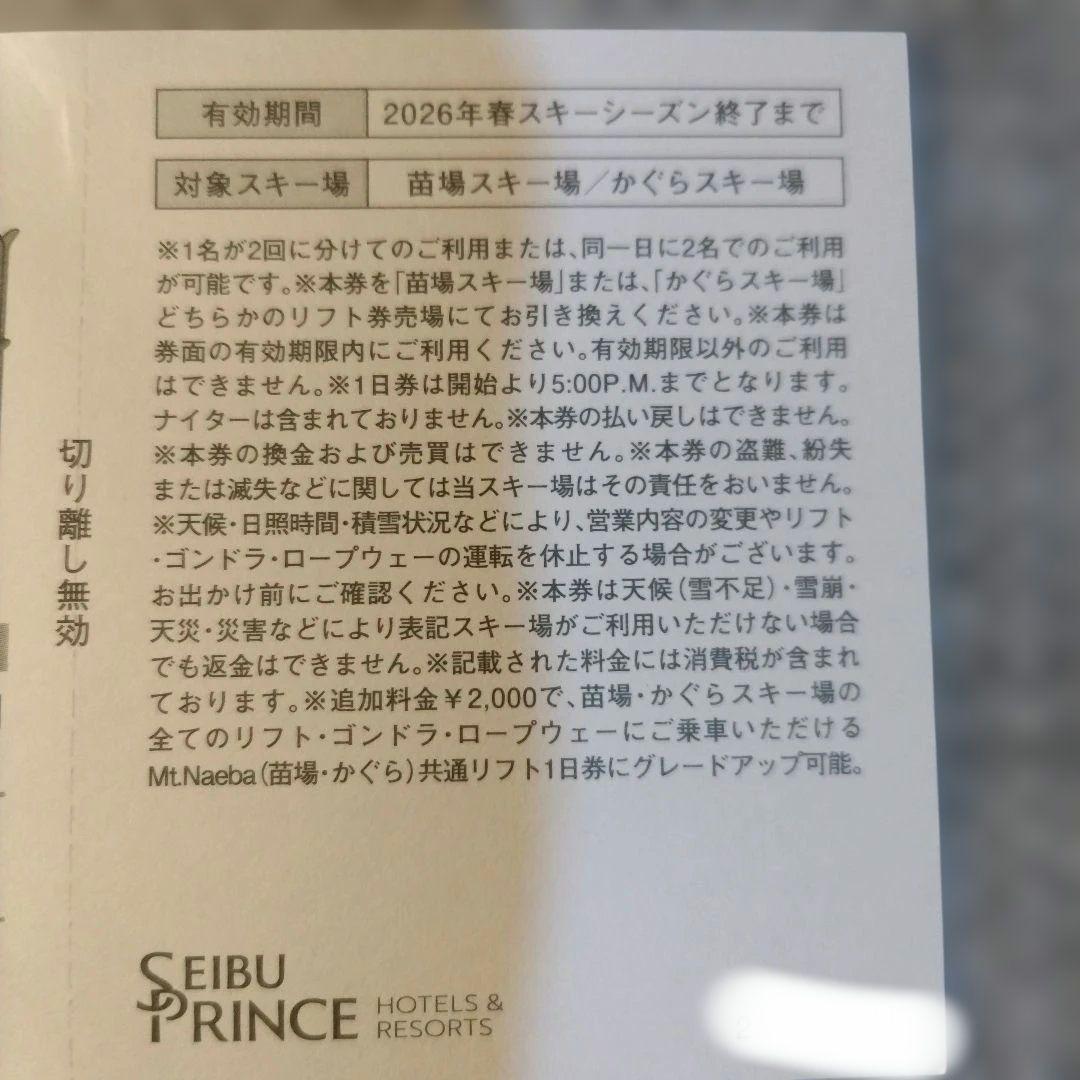 有効期間 2026年春スキーシーズン終了まで
対象スキー場 苗場スキー場／かぐらスキー場
※1名が2回に分けてのご利用または、同一日に2名でのご利用
が可能です。※本券を「苗場スキー場」または、「かぐらスキー場」
どちらかのリフト券売場にてお引き換えください。※本券は
券面の有効期限内にご利用ください。有効期限以外のご利用
はできません。※1日券は開始より5:00P.M.までとなります。
ナイターは含まれておりません。※本券の払い戻しはできません。
※本券の換金および売買はできません。※本券の盗難、紛失
または滅失などに関しては当スキー場はその責任をおいません。
※天候・日照時間・積雪状況などにより、営業内容の変更やリフト
・ゴンドラ・ロープウェーの運転を休止する場合がございます。
お出かけ前にご確認ください。※本券は天候（雪不足）・雪崩・
天災・災害などにより表記スキー場がご利用いただけない場合
でも返金はできません。※記載された料金には消費税が含まれ
ております。※追加料金￥2,000で、苗場・かぐらスキー場の
全てのリフト・ゴンドラ・ロープウェーにご乗車いただける
Mt.Naeba（苗場・かぐら）共通リフト1日券にグレードアップ可能。
切り離し無効
SEIBU
PRINCE
HOTELS &
RESORTS